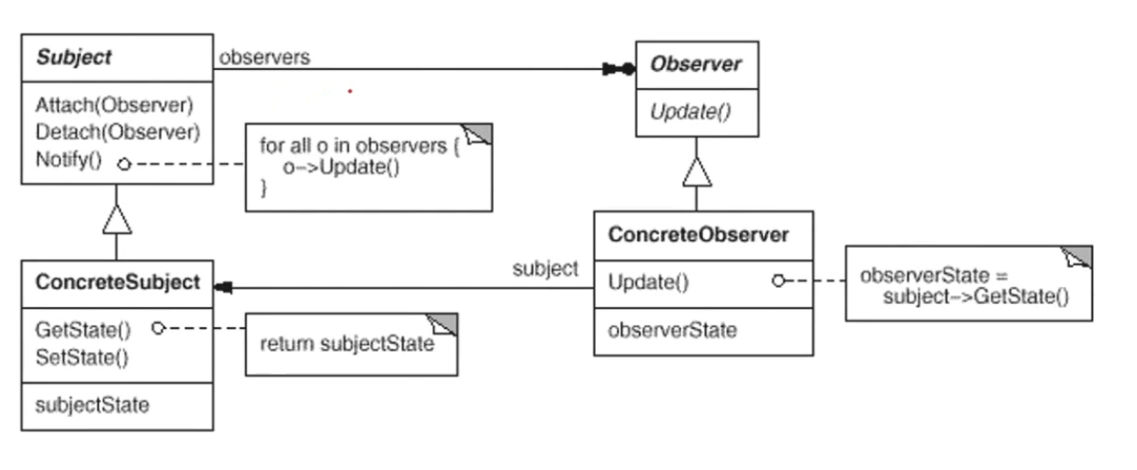 Subject
observers
Observer
Attach(Observer)
Detach(Observer)
Notify()
Update()
for all o in observers {
o–>Update()
}
ConcreteObserver
subject
ConcreteSubject
Update()
observerState =
subject–>GetState()
GetState()
SetState()
return subjectState
observerState
subjectState